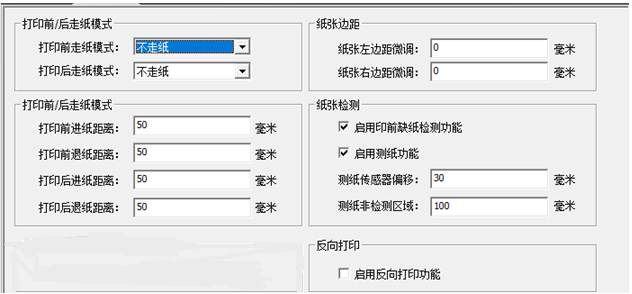 打印前/后走纸模式
打印前走纸模式： 不走纸
打印后走纸模式： 不走纸
纸张边距
纸张左边距微调： 0 毫米
纸张右边距微调： 0 毫米
打印前/后走纸模式
打印前进纸距离： 50 毫米
打印前退纸距离： 50 毫米
打印后进纸距离： 50 毫米
打印后退纸距离： 50 毫米
纸张检测
启用印前缺纸检测功能
启用测纸功能
测纸传感器偏移： 30 毫米
测纸非检测区域： 100 毫米
反向打印
启用反向打印功能